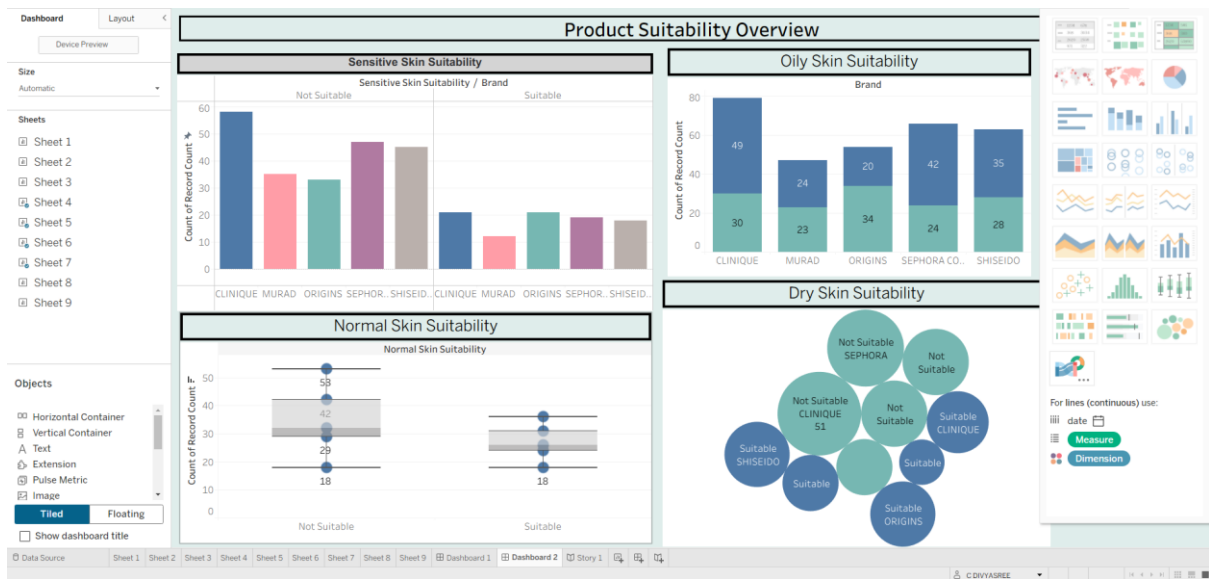 Dashboard Layout <
Device Preview
Size
Automatic
Sheets
Sheet 1
Sheet 2
Sheet 3
Sheet 4
Sheet 5
Sheet 6
Sheet 7
Sheet 8
Sheet 9
Objects
Horizontal Container
Vertical Container
A Text
Extension
Pulse Metric
Image
Tiled Floating
Show dashboard title
Product Suitability Overview
Sensitive Skin Suitability
Sensitive Skin Suitability / Brand
Not Suitable Suitable
Count of Record Count
60
50
40
30
20
10
0
CLINIQUE MURAD ORIGINS SEPHOR.. SHISEID.. CLINIQUE MURAD ORIGINS SEPHOR.. SHISEID..
Oily Skin Suitability
Brand
Count of Record Count
80
60
40
20
0
49 24 20 42 35
30 23 34 24 28
CLINIQUE MURAD ORIGINS SEPHORA CO.. SHISEIDO
Normal Skin Suitability
Normal Skin Suitability
Count of Record Count
50
40
30
20
10
0
53
42
29
18 18
Not Suitable Suitable
Dry Skin Suitability
Not Suitable
SEPHORA
Not
Suitable
Not Suitable
CLINIQUE
51
Not
Suitable
Suitable
CLINIQUE
Suitable
SHISEIDO
Suitable
Suitable
Suitable
ORIGINS
For lines (continuous) use:
date
Measure
Dimension
Data Source Sheet 1 Sheet 2 Sheet 3 Sheet 4 Sheet 5 Sheet 6 Sheet 7 Sheet 8 Sheet 9 Dashboard 1 Dashboard 2 Story 1
C DIVYASREE